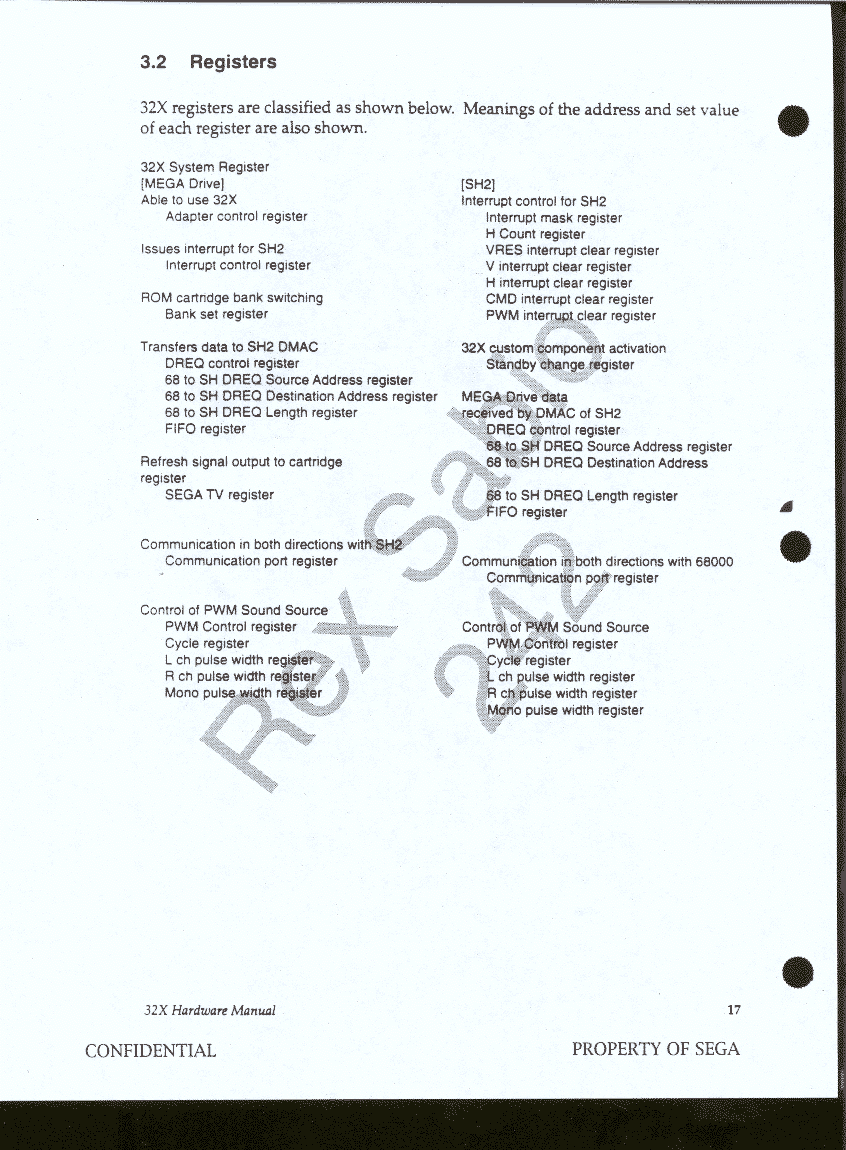 3.2 Registers
32X registers are classified as shown below. Meanings of the address and set value
of each register are also shown.
32X System Register
[MEGA Drive]
Able to use 32X
Adapter control register
Issues interrupt for SH2
Interrupt control register
ROM cartridge bank switching
Bank set register
Transfers data to SH2 DMAC
DREQ control register
68 to SH DREQ Source Address register
68 to SH DREQ Destination Address register
68 to SH DREQ Length register
FIFO register
Refresh signal output to cartridge
register
SEGA TV register
Communication in both directions with SH2
Communication port register
Control of PWM Sound Source
PWM Control register
Cycle register
L ch pulse width register
R ch pulse width register
Mono pulse width register
[SH2]
Interrupt control for SH2
Interrupt mask register
H Count register
VRES interrupt clear register
V interrupt clear register
H interrupt clear register
CMD interrupt clear register
PWM interrupt clear register
32X custom component activation
Standby change register
MEGA Drive data
received by DMAC of SH2
DREQ control register
68 to SH DREQ Source Address register
68 to SH DREQ Destination Address
68 to SH DREQ Length register
FIFO register
Communication in both directions with 68000
Communication port register
Control of PWM Sound Source
PWM Control register
Cycle register
L ch pulse width register
R ch pulse width register
Mono pulse width register
Rex Sabio
242
32X Hardware Manual
17
CONFIDENTIAL
PROPERTY OF SEGA